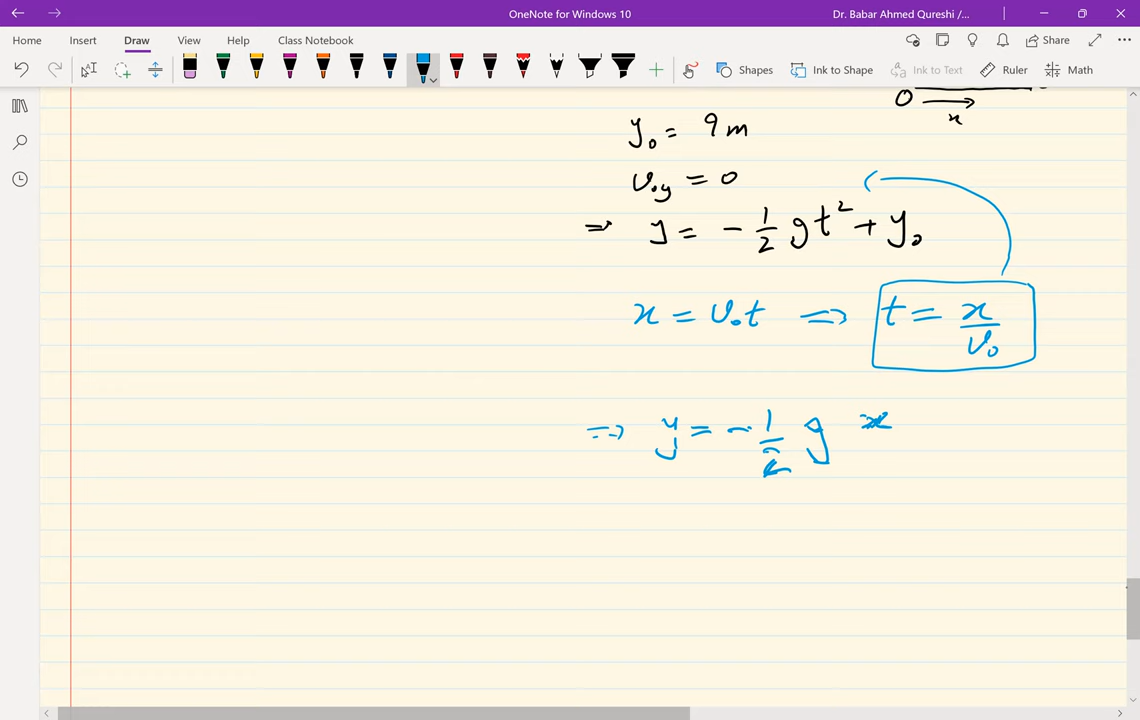 OneNote for Windows 10
Dr. Babar Ahmed Qureshi /...
Home Insert Draw View Help Class Notebook
Share
Shapes Ink to Shape Ink to Text Ruler Math
0 → x
y₀ = 9 m
v₀y = 0
⇒ y = - 1/2 g t² + y₀
x = v₀ t ⇒ t = x/v₀
⇒ y = - 1/2 g x